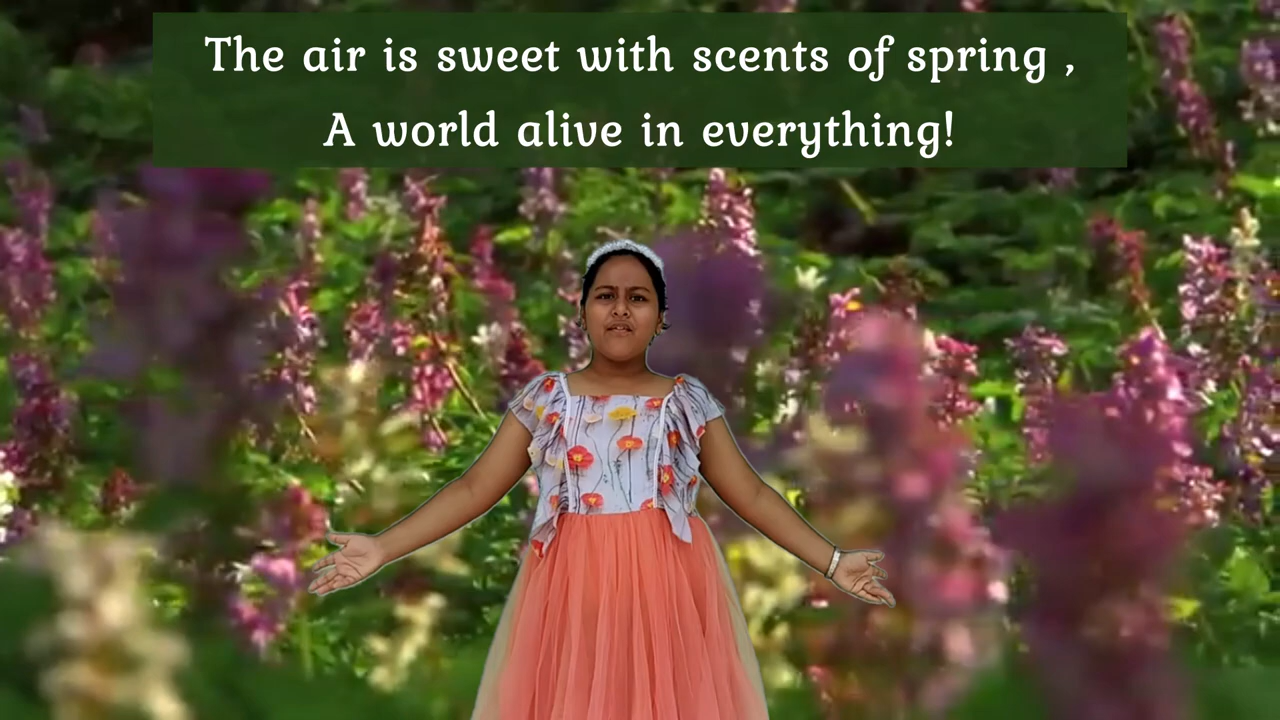 The air is sweet with scents of spring ,
A world alive in everything!